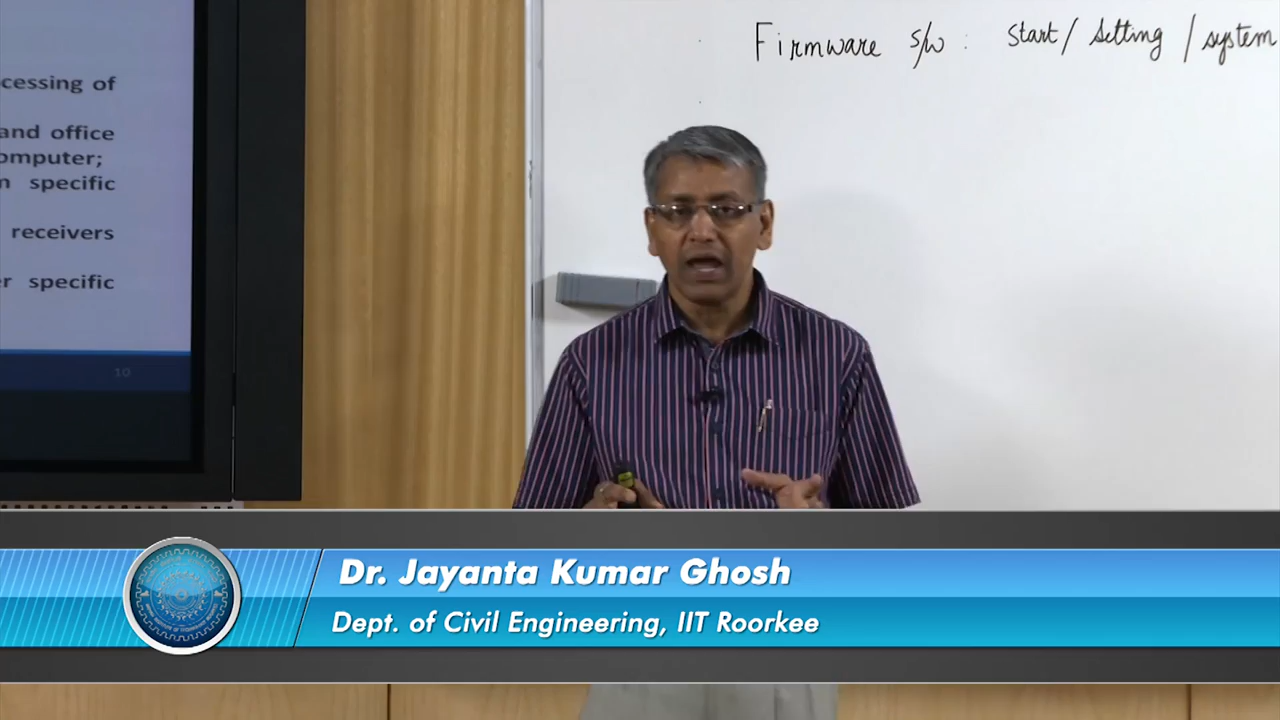 cessing of
and office
omputer;
specific
receivers
r specific
10
Firmware s/w : start/ setting / system
Dr. Jayanta Kumar Ghosh
Dept. of Civil Engineering, IIT Roorkee